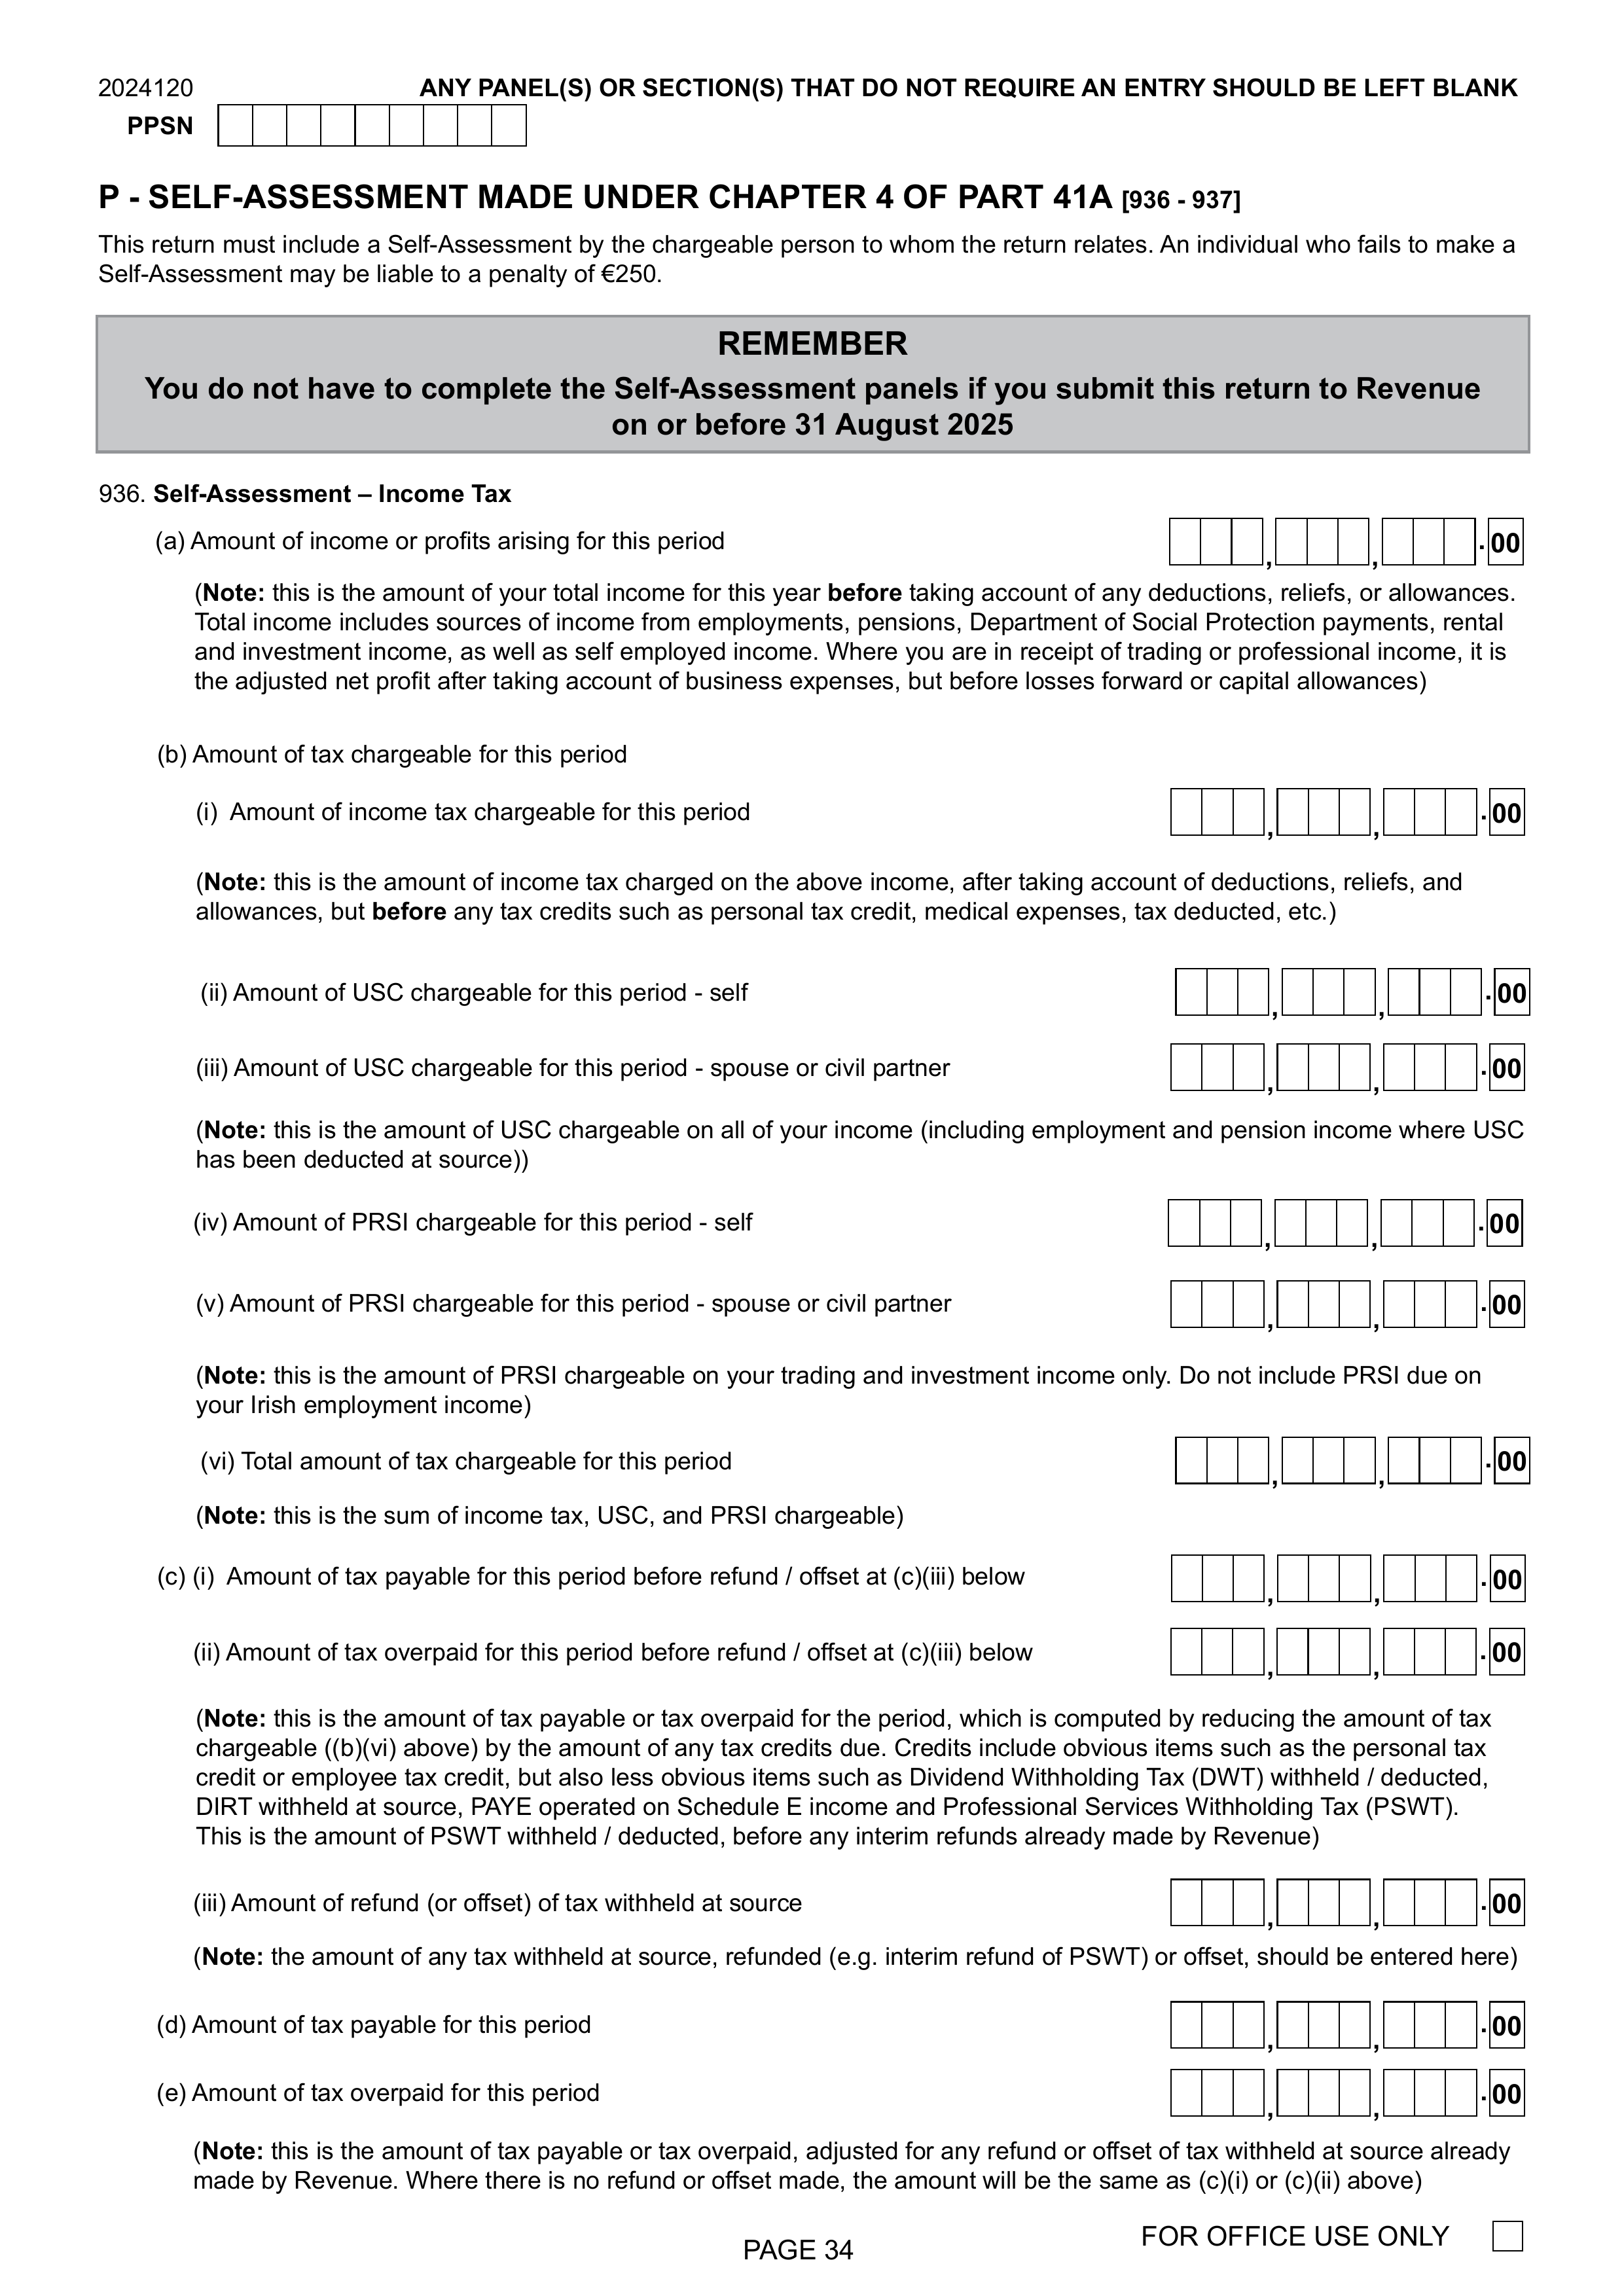 2024120
ANY PANEL(S) OR SECTION(S) THAT DO NOT REQUIRE AN ENTRY SHOULD BE LEFT BLANK
PPSN
P - SELF-ASSESSMENT MADE UNDER CHAPTER 4 OF PART 41A [936 - 937]
This return must include a Self-Assessment by the chargeable person to whom the return relates. An individual who fails to make a
Self-Assessment may be liable to a penalty of €250.
REMEMBER
You do not have to complete the Self-Assessment panels if you submit this return to Revenue
on or before 31 August 2025
936. Self-Assessment – Income Tax
(a) Amount of income or profits arising for this period , , .00
(Note: this is the amount of your total income for this year before taking account of any deductions, reliefs, or allowances.
Total income includes sources of income from employments, pensions, Department of Social Protection payments, rental
and investment income, as well as self employed income. Where you are in receipt of trading or professional income, it is
the adjusted net profit after taking account of business expenses, but before losses forward or capital allowances)
(b) Amount of tax chargeable for this period
(i) Amount of income tax chargeable for this period , , .00
(Note: this is the amount of income tax charged on the above income, after taking account of deductions, reliefs, and
allowances, but before any tax credits such as personal tax credit, medical expenses, tax deducted, etc.)
(ii) Amount of USC chargeable for this period - self , , .00
(iii) Amount of USC chargeable for this period - spouse or civil partner , , .00
(Note: this is the amount of USC chargeable on all of your income (including employment and pension income where USC
has been deducted at source))
(iv) Amount of PRSI chargeable for this period - self , , .00
(v) Amount of PRSI chargeable for this period - spouse or civil partner , , .00
(Note: this is the amount of PRSI chargeable on your trading and investment income only. Do not include PRSI due on
your Irish employment income)
(vi) Total amount of tax chargeable for this period , , .00
(Note: this is the sum of income tax, USC, and PRSI chargeable)
(c) (i) Amount of tax payable for this period before refund / offset at (c)(iii) below , , .00
(ii) Amount of tax overpaid for this period before refund / offset at (c)(iii) below , , .00
(Note: this is the amount of tax payable or tax overpaid for the period, which is computed by reducing the amount of tax
chargeable ((b)(vi) above) by the amount of any tax credits due. Credits include obvious items such as the personal tax
credit or employee tax credit, but also less obvious items such as Dividend Withholding Tax (DWT) withheld / deducted,
DIRT withheld at source, PAYE operated on Schedule E income and Professional Services Withholding Tax (PSWT).
This is the amount of PSWT withheld / deducted, before any interim refunds already made by Revenue)
(iii) Amount of refund (or offset) of tax withheld at source , , .00
(Note: the amount of any tax withheld at source, refunded (e.g. interim refund of PSWT) or offset, should be entered here)
(d) Amount of tax payable for this period , , .00
(e) Amount of tax overpaid for this period , , .00
(Note: this is the amount of tax payable or tax overpaid, adjusted for any refund or offset of tax withheld at source already
made by Revenue. Where there is no refund or offset made, the amount will be the same as (c)(i) or (c)(ii) above)
FOR OFFICE USE ONLY
PAGE 34